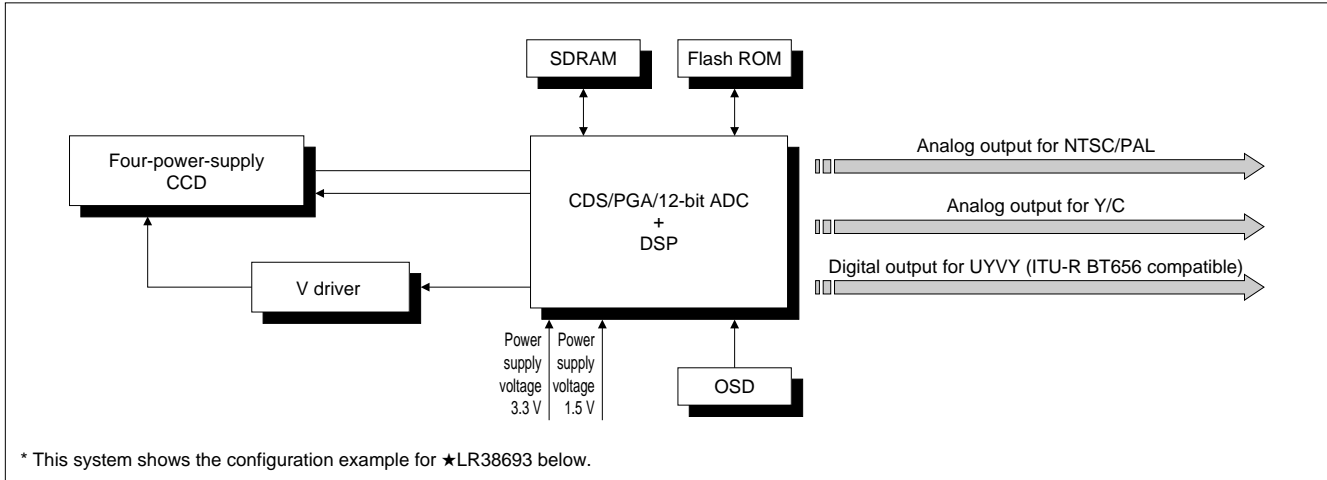 SDRAM
Flash ROM
Four-power-supply
CCD
CDS/PGA/12-bit ADC
+
DSP
V driver
Analog output for NTSC/PAL
Analog output for Y/C
Digital output for UYVY (ITU-R BT656 compatible)
Power
supply
voltage
3.3 V
Power
supply
voltage
1.5 V
OSD
* This system shows the configuration example for ★LR38693 below.